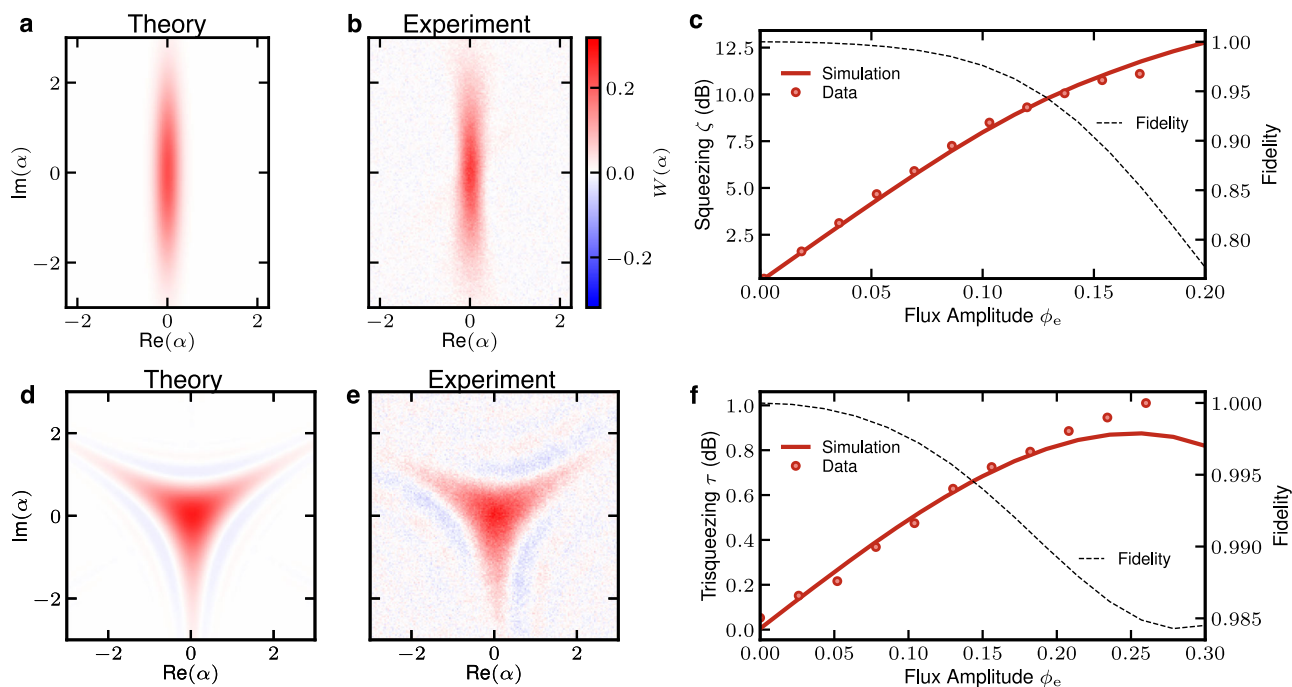 a
Theory
2
0
−2
Im(α)
−2
0
2
Re(α)
b
Experiment
−2
0
2
Re(α)
0.2
0.0
−0.2
W(α)
c
12.5
10.0
7.5
5.0
2.5
Squeezing ζ (dB)
Simulation
Data
Fidelity
1.00
0.95
0.90
0.85
0.80
Fidelity
0.00
0.05
0.10
0.15
0.20
Flux Amplitude ϕe
d
Theory
2
0
−2
Im(α)
−2
0
2
Re(α)
e
Experiment
−2
0
2
Re(α)
f
1.0
0.8
0.6
0.4
0.2
0.0
Trisqueezing τ (dB)
Simulation
Data
Fidelity
1.000
0.995
0.990
0.985
Fidelity
0.00
0.05
0.10
0.15
0.20
0.25
0.30
Flux Amplitude ϕe